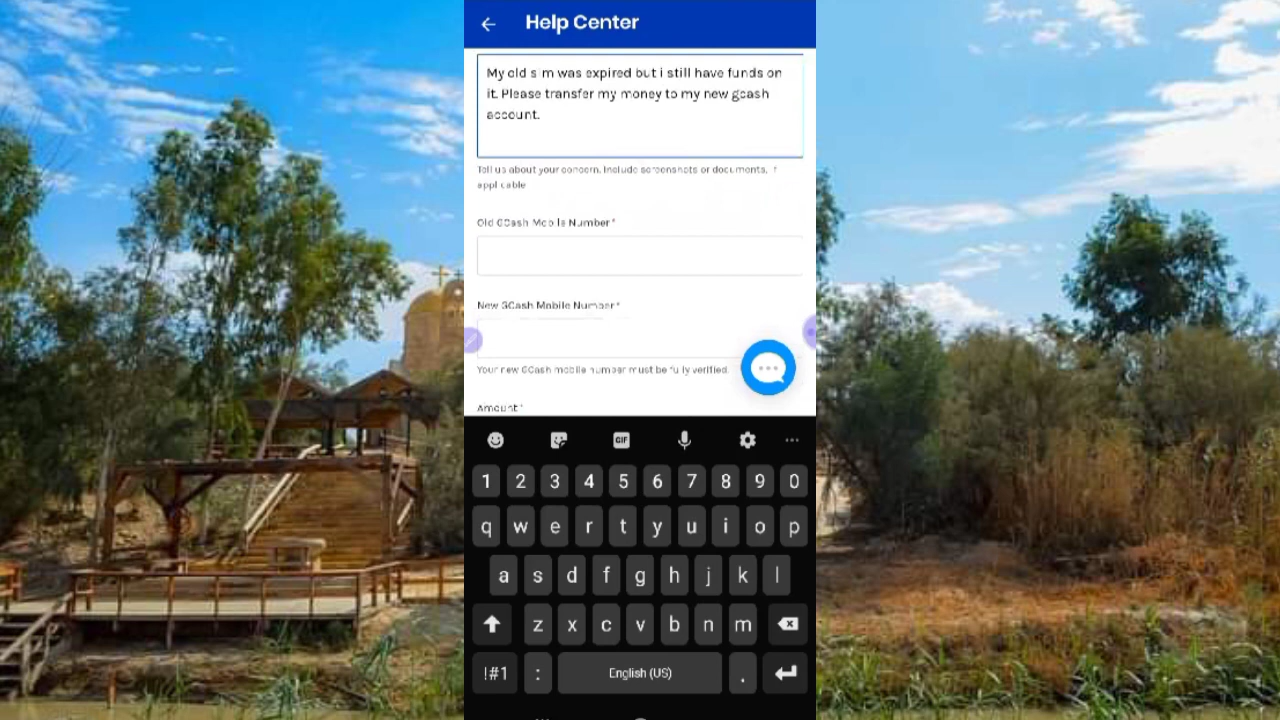 Help Center
My old sim was expired but i still have funds on
it. Please transfer my money to my new gcash
account.
Tell us about your concern. Include screenshots or documents, if
applicable
Old GCash Mobile Number*
New GCash Mobile Number*
Your new GCash mobile number must be fully verified.
Amount*
GIF
1 2 3 4 5 6 7 8 9 0
q w e r t y u i o p
a s d f g h j k l
z x c v b n m
!#1 : English (US) .